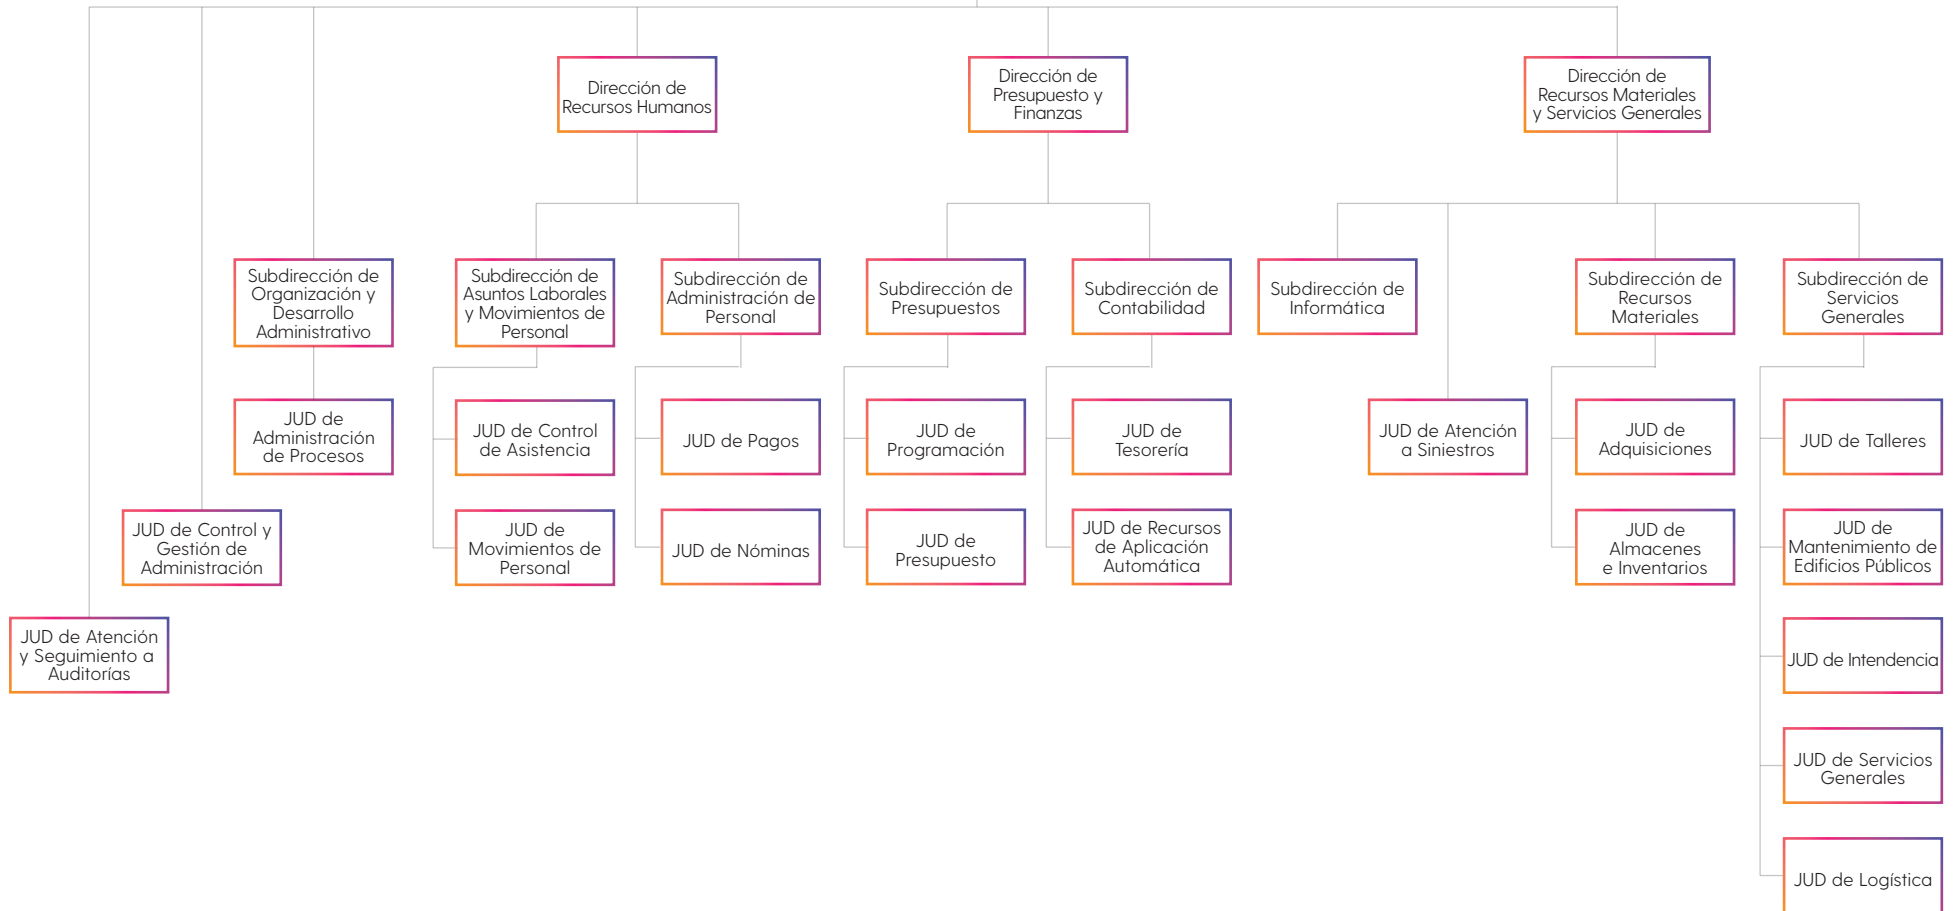 Dirección de
Recursos Humanos
Dirección de
Presupuesto y
Finanzas
Dirección de
Recursos Materiales
y Servicios Generales
Subdirección de
Organización y
Desarrollo
Administrativo
Subdirección de
Asuntos Laborales
y Movimientos de
Personal
Subdirección de
Administración de
Personal
Subdirección de
Presupuestos
Subdirección de
Contabilidad
Subdirección de
Informática
Subdirección de
Recursos
Materiales
Subdirección de
Servicios
Generales
JUD de
Administración
de Procesos
JUD de Control
de Asistencia
JUD de Pagos
JUD de
Programación
JUD de
Tesorería
JUD de Atención
a Siniestros
JUD de
Adquisiciones
JUD de Talleres
JUD de Control y
Gestión de
Administración
JUD de
Movimientos de
Personal
JUD de Nóminas
JUD de
Presupuesto
JUD de Recursos
de Aplicación
Automática
JUD de
Almacenes
e Inventarios
JUD de
Mantenimiento de
Edificios Públicos
JUD de Atención
y Seguimiento a
Auditorías
JUD de Intendencia
JUD de Servicios
Generales
JUD de Logística